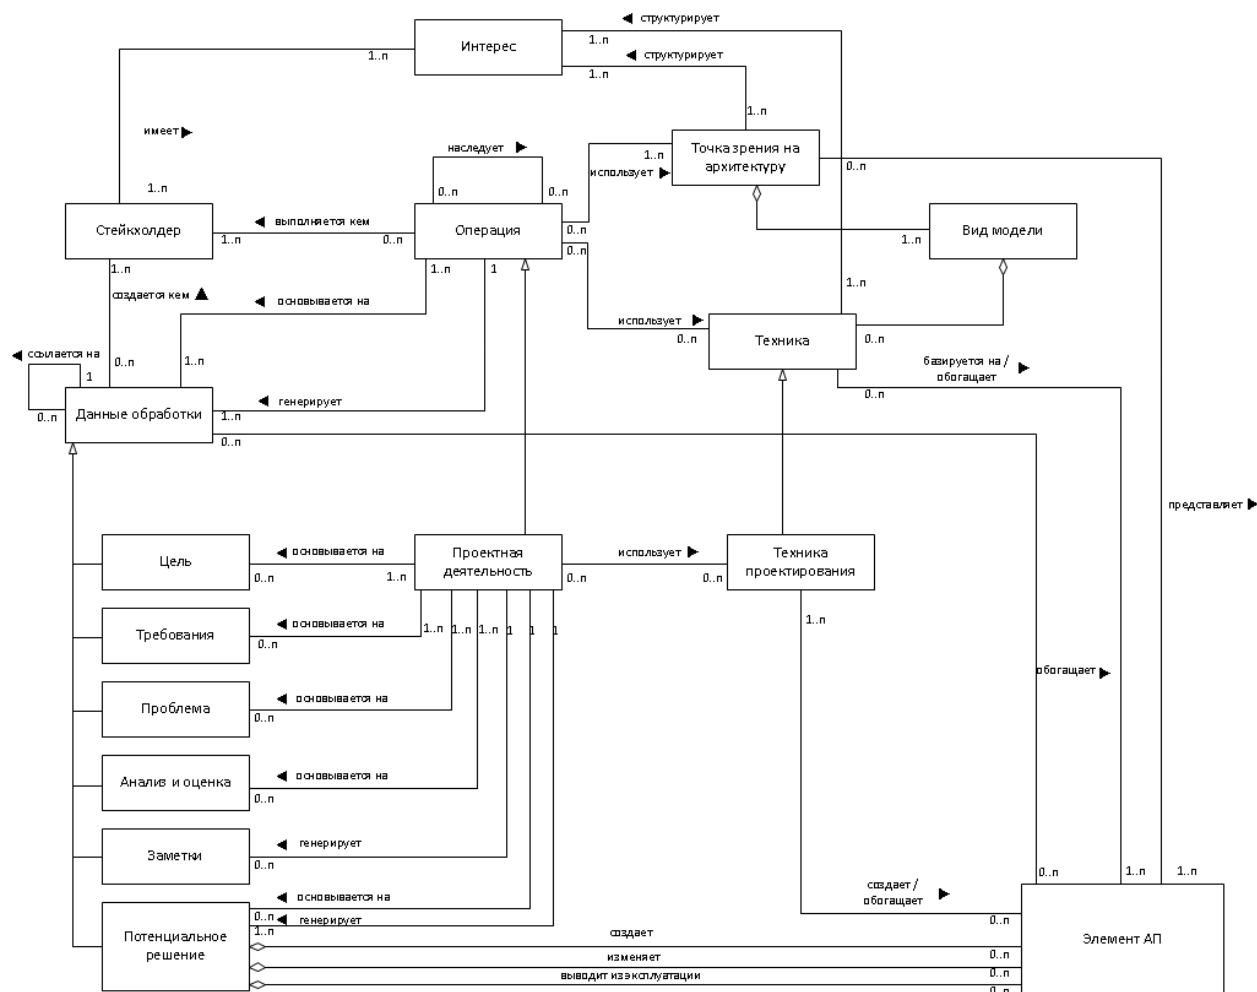 ◄ структурирует
Интерес
1..n
1..n
◄ структурирует
1..n
имеет ►
1..n
1..n
Точка зрения на
архитектуру
0..n
наследует ►
0..n
0..n
1..n
использует ►
Стейкхолдер
◄ выполняется кем
1..n
0..n
Операция
0..n
0..n
1..n
Вид модели
1..n
создается кем ▲
1..n
1
◄ основывается на
1..n
использует ►
0..n
Техника
0..n
◄ ссылается на
1
0..n
1..n
базируется на /
обогащает ►
0..n
0..n
Данные обработки
◄ генерирует
1..n
0..n
представляет ►
Цель
◄ основывается на
0..n
1..n
Проектная
деятельность
0..n
использует ►
0..n
Техника
проектирования
1..n
Требования
◄ основывается на
0..n
1..n
1..n
1..n
1
1
1
обогащает ►
Проблема
◄ основывается на
0..n
Анализ и оценка
◄ основывается на
0..n
Заметки
◄ генерирует
0..n
0..n
1..n
1..n
создает /
обогащает ►
0..n
Потенциальное
решение
◄ основывается на
0..n
◄ генерирует
1..n
создает
0..n
изменяет
0..n
выводит из эксплуатации
0..n
Элемент АП